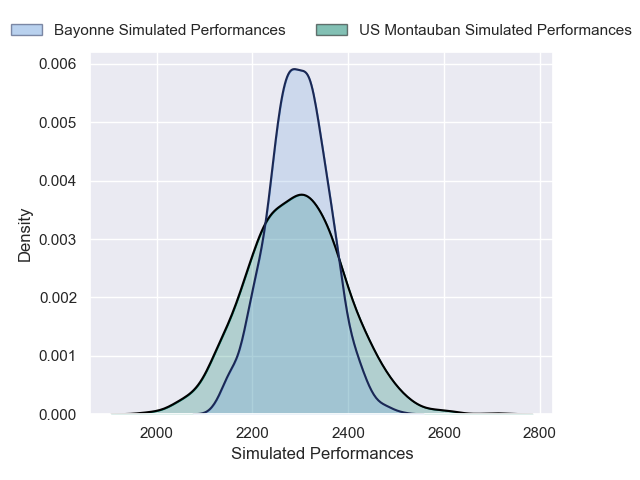 Bayonne Simulated Performances US Montauban Simulated Performances
0.006
0.005
0.004
0.003
0.002
0.001
0.000
Density
2000 2200 2400 2600 2800
Simulated Performances